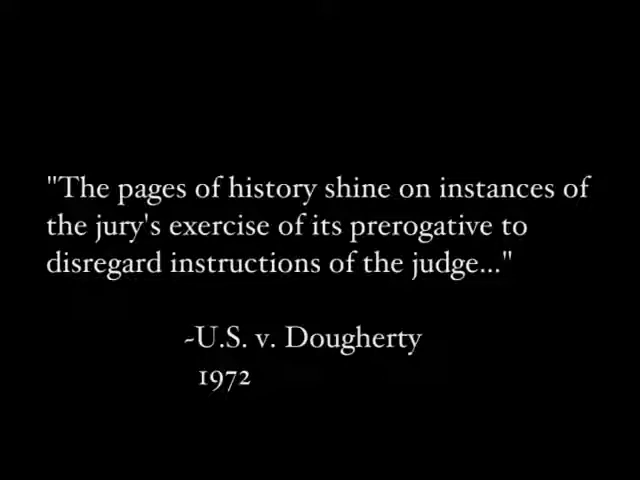 "The pages of history shine on instances of
the jury's exercise of its prerogative to
disregard instructions of the judge..."
-U.S. v. Dougherty
1972